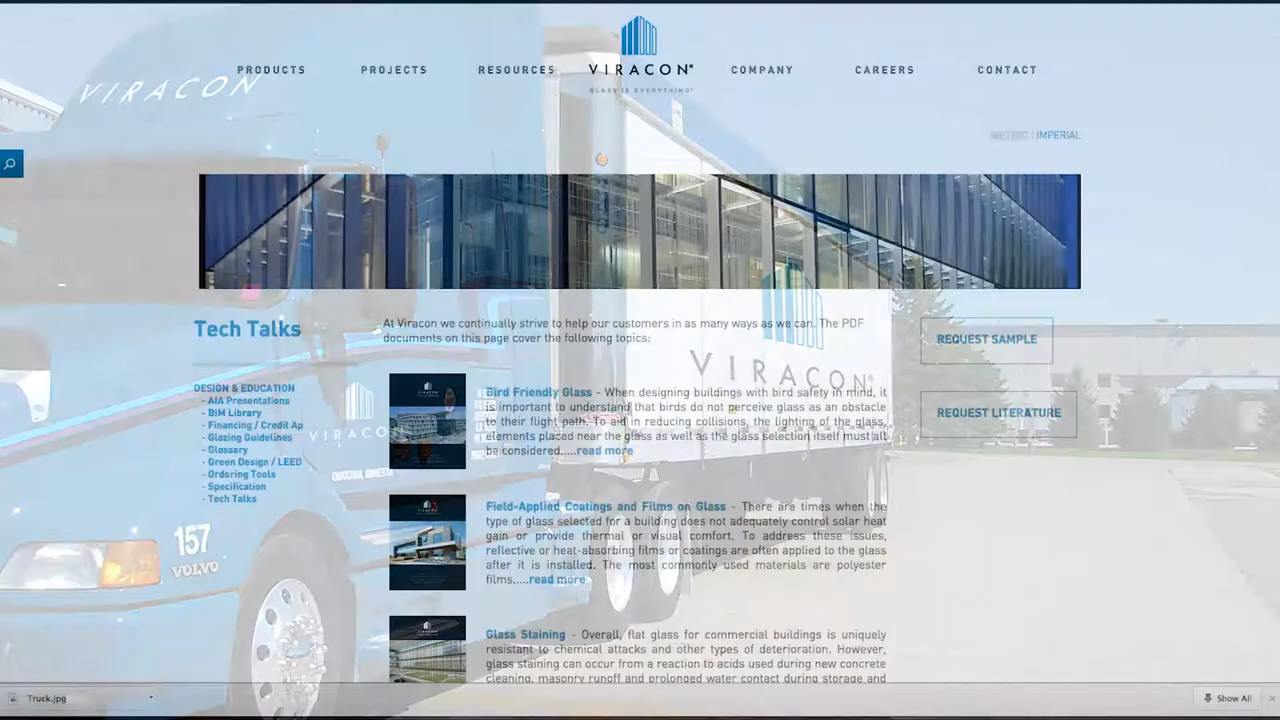 PRODUCTS
PROJECTS
RESOURCES
VIRACON®
GLASS IS EVERYTHING®
COMPANY
CAREERS
CONTACT
VIRACON
METRIC | IMPERIAL
Tech Talks
At Viracon we continually strive to help our customers in as many ways as we can. The PDF
documents on this page cover the following topics:
REQUEST SAMPLE
REQUEST LITERATURE
VIRACON®
DESIGN & EDUCATION
- AIA Presentations
- BIM Library
- Financing / Credit Ap
- Glazing Guidelines
- Glossary
- Green Design / LEED
- Ordering Tools
- Specification
- Tech Talks
VIRACON
VIRACON
Bird Friendly Glass - When designing buildings with bird safety in mind, it
is important to understand that birds do not perceive glass as an obstacle
to their flight path. To aid in reducing collisions, the lighting of the glass,
elements placed near the glass as well as the glass selection itself must all
be considered.....read more
Field-Applied Coatings and Films on Glass - There are times when the
type of glass selected for a building does not adequately control solar heat
gain or provide thermal or visual comfort. To address these issues,
reflective or heat-absorbing films or coatings are often applied to the glass
after it is installed. The most commonly used materials are polyester
films.....read more
157
VOLVO
VIRACON
Glass Staining - Overall, flat glass for commercial buildings is uniquely
resistant to chemical attacks and other types of deterioration. However,
glass staining can occur from a reaction to acids used during new concrete
cleaning, masonry runoff and prolonged water contact during storage and
Truck.jpg
Show All